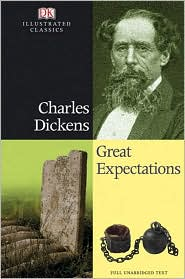 DK
ILLUSTRATED
CLASSICS
Charles
Dickens
Great
Expectations
FULL UNABRIDGED TEXT